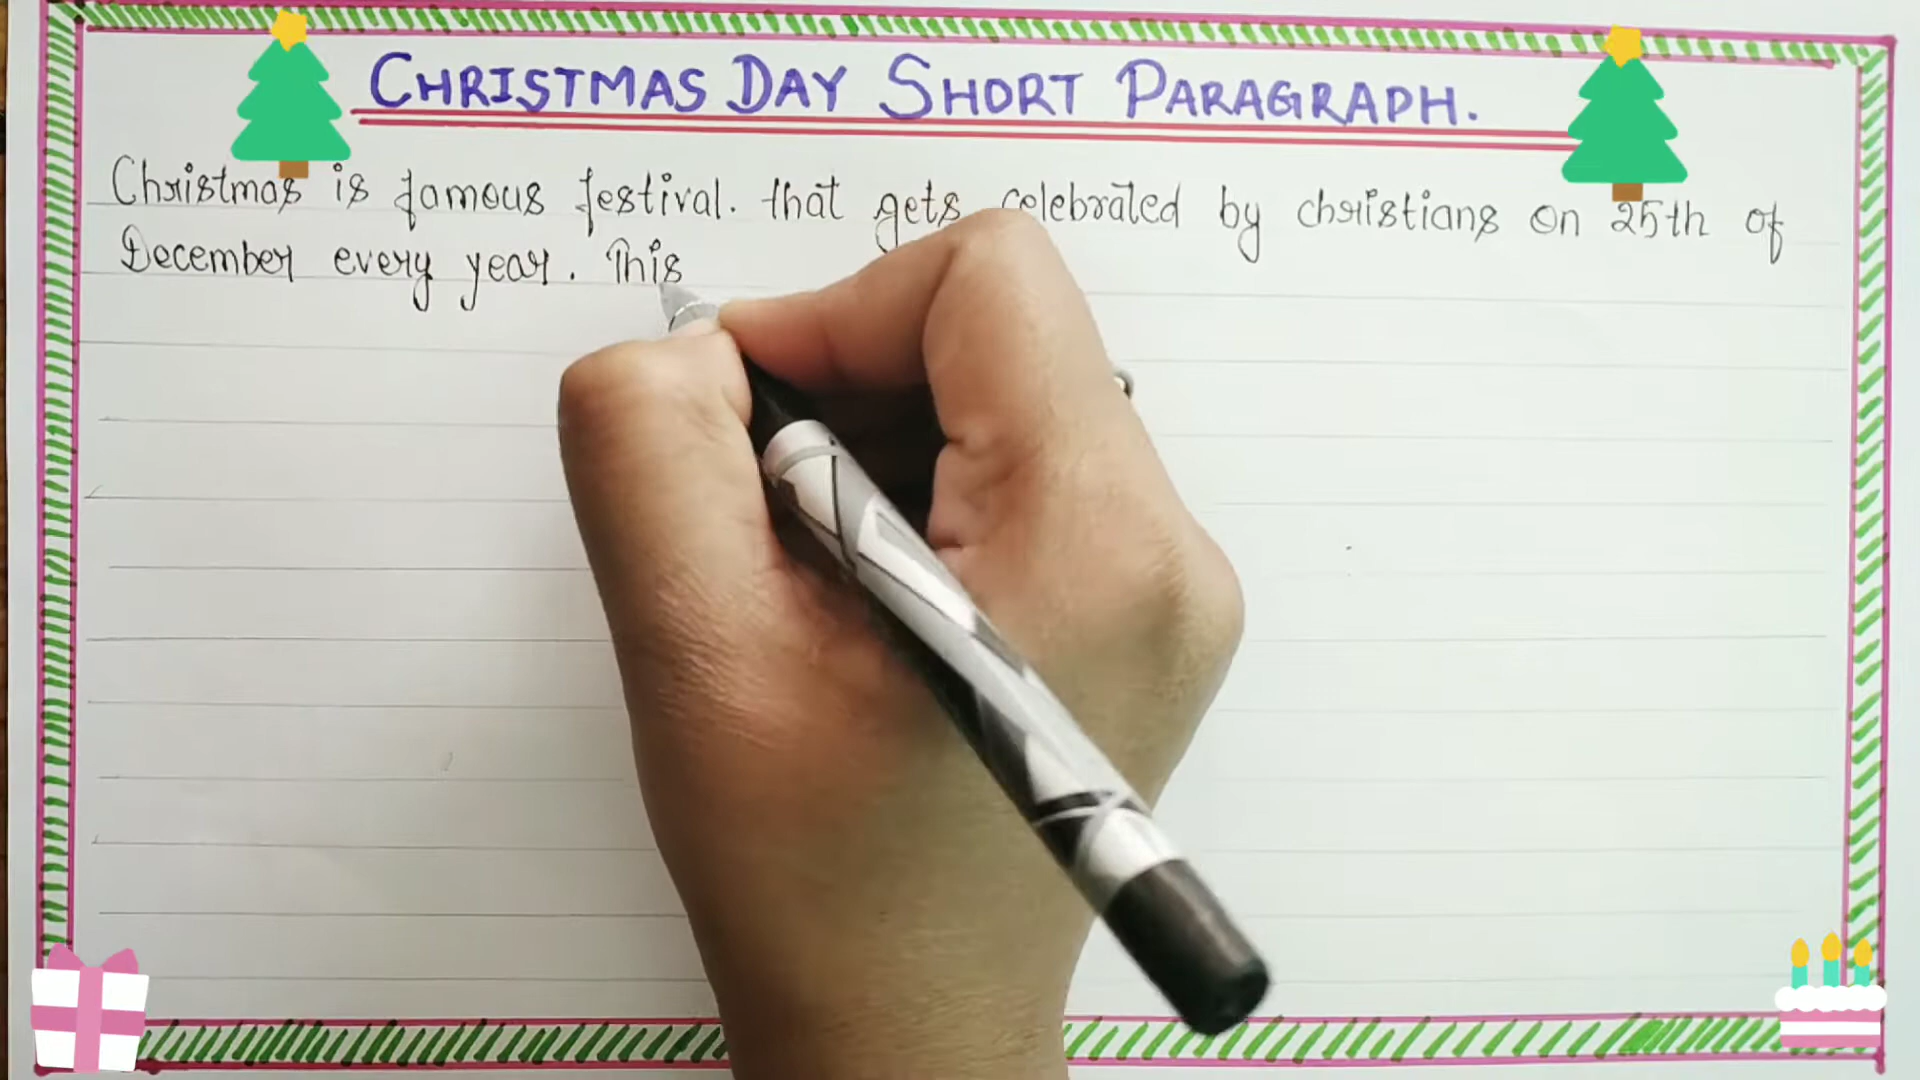 CHRISTMAS DAY SHORT PARAGRAPH.
Christmas is famous festival. that gets celebrated by christians on 25th of
December every year. This